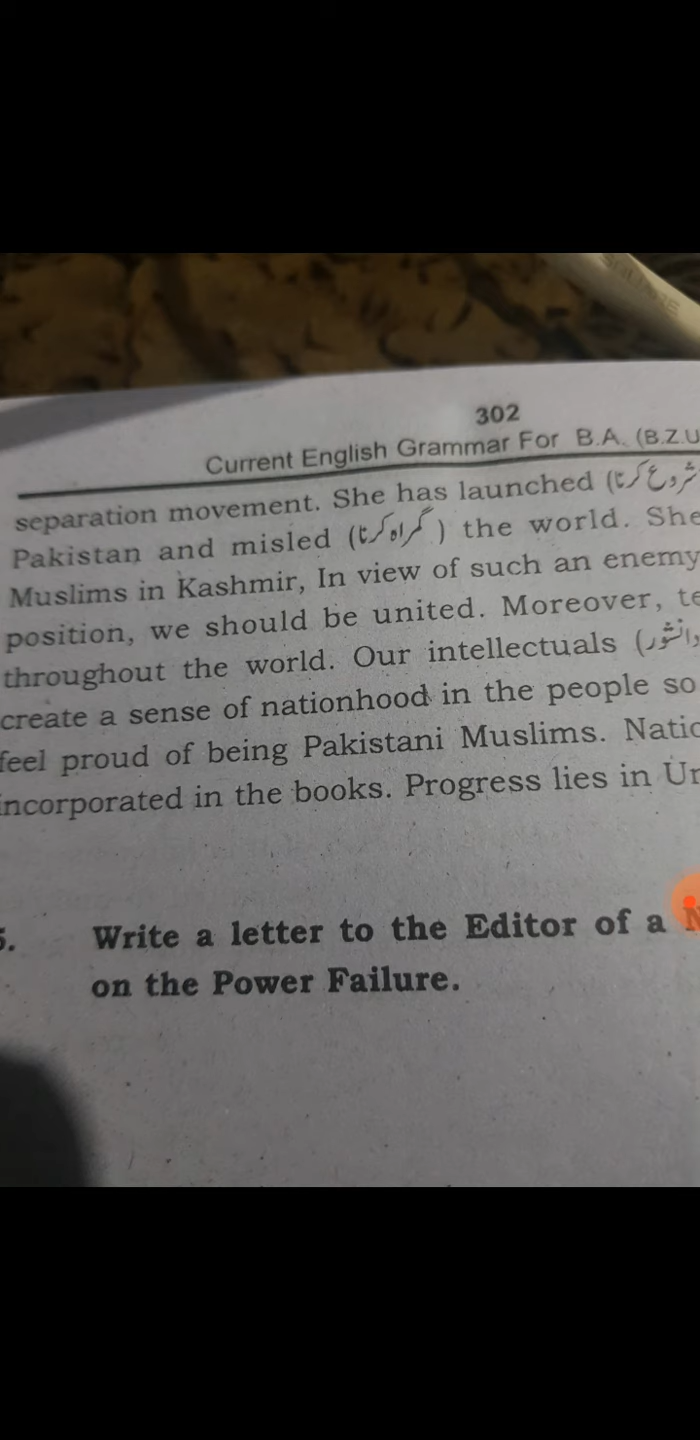 302
Current English Grammar For B.A. (B.Z.U
separation movement. She has launched (شروع کرنا
Pakistan and misled (گمراہ کرنا) the world. She
Muslims in Kashmir, In view of such an enemy
position, we should be united. Moreover, te
throughout the world. Our intellectuals (دانشور
create a sense of nationhood in the people so
feel proud of being Pakistani Muslims. Natio
incorporated in the books. Progress lies in Un
5. Write a letter to the Editor of a N
on the Power Failure.